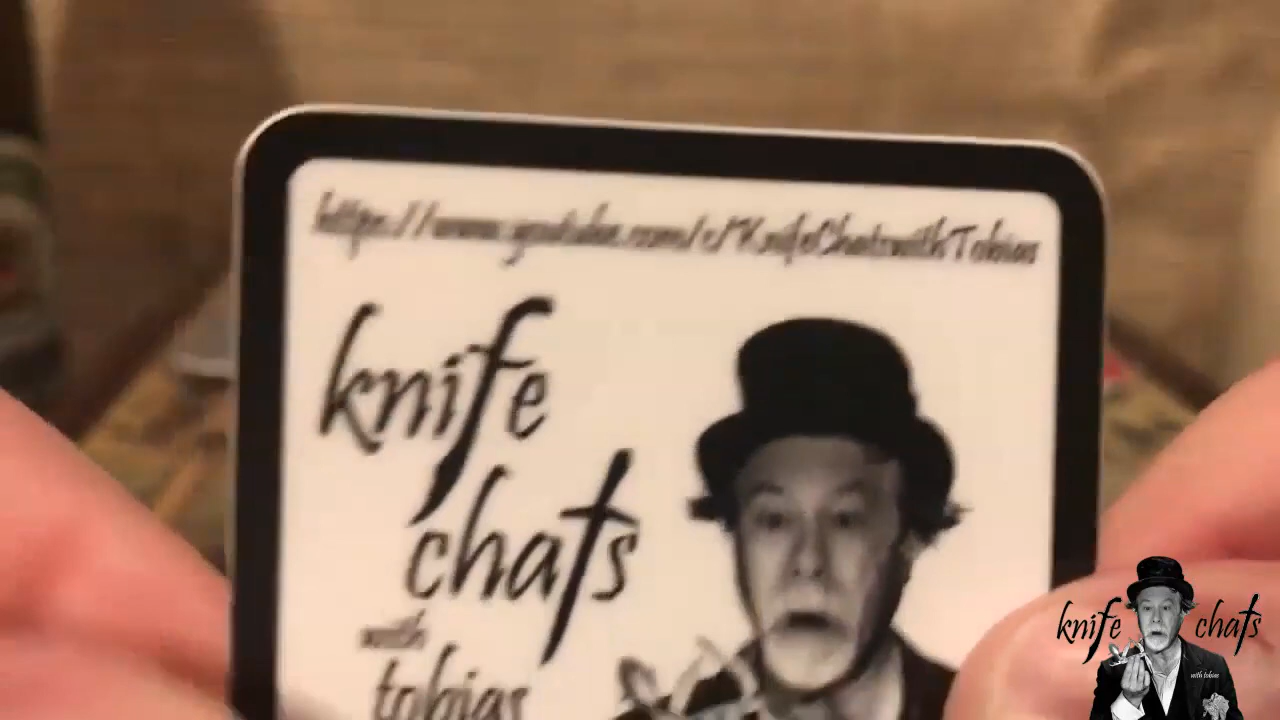 https://www.youtube.com/c/KnifeChatswithTobias
knife
chats
with
tobias
knife chats
with tobias